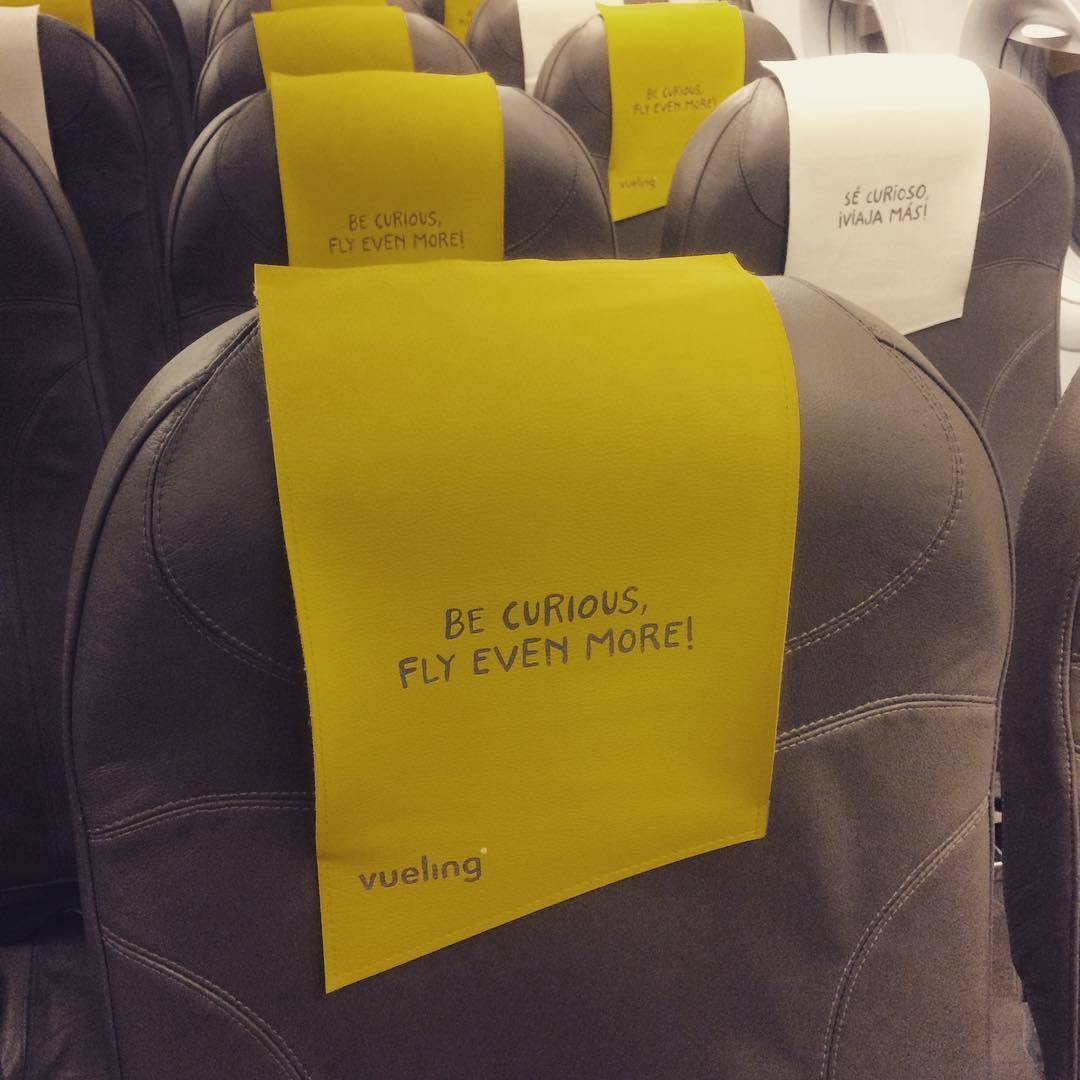 BE CURIOUS,
FLY EVEN MORE!
vueling
BE CURIOUS,
FLY EVEN MORE!
SÉ CURIOSO,
¡VIAJA MÁS!
BE CURIOUS,
FLY EVEN MORE!
vueling